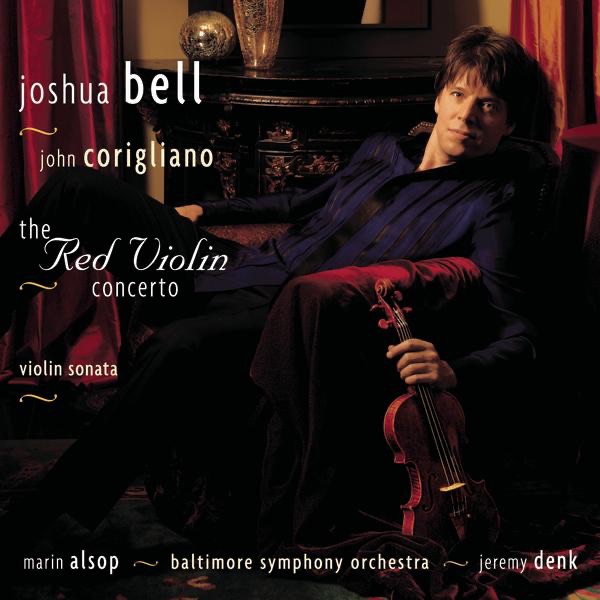 joshua bell
john corigliano
the
Red Violin
concerto
violin sonata
marin alsop ~ baltimore symphony orchestra ~ jeremy denk